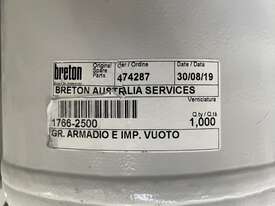 breton Original Spare Parts
Order / Ordine Data / Date
474287 30/08/19
BRETON AUSTRALIA SERVICES
Verniciatura
1766-2500
Q.ty / Q.tà
1,000
GR. ARMADIO E IMP. VUOTO